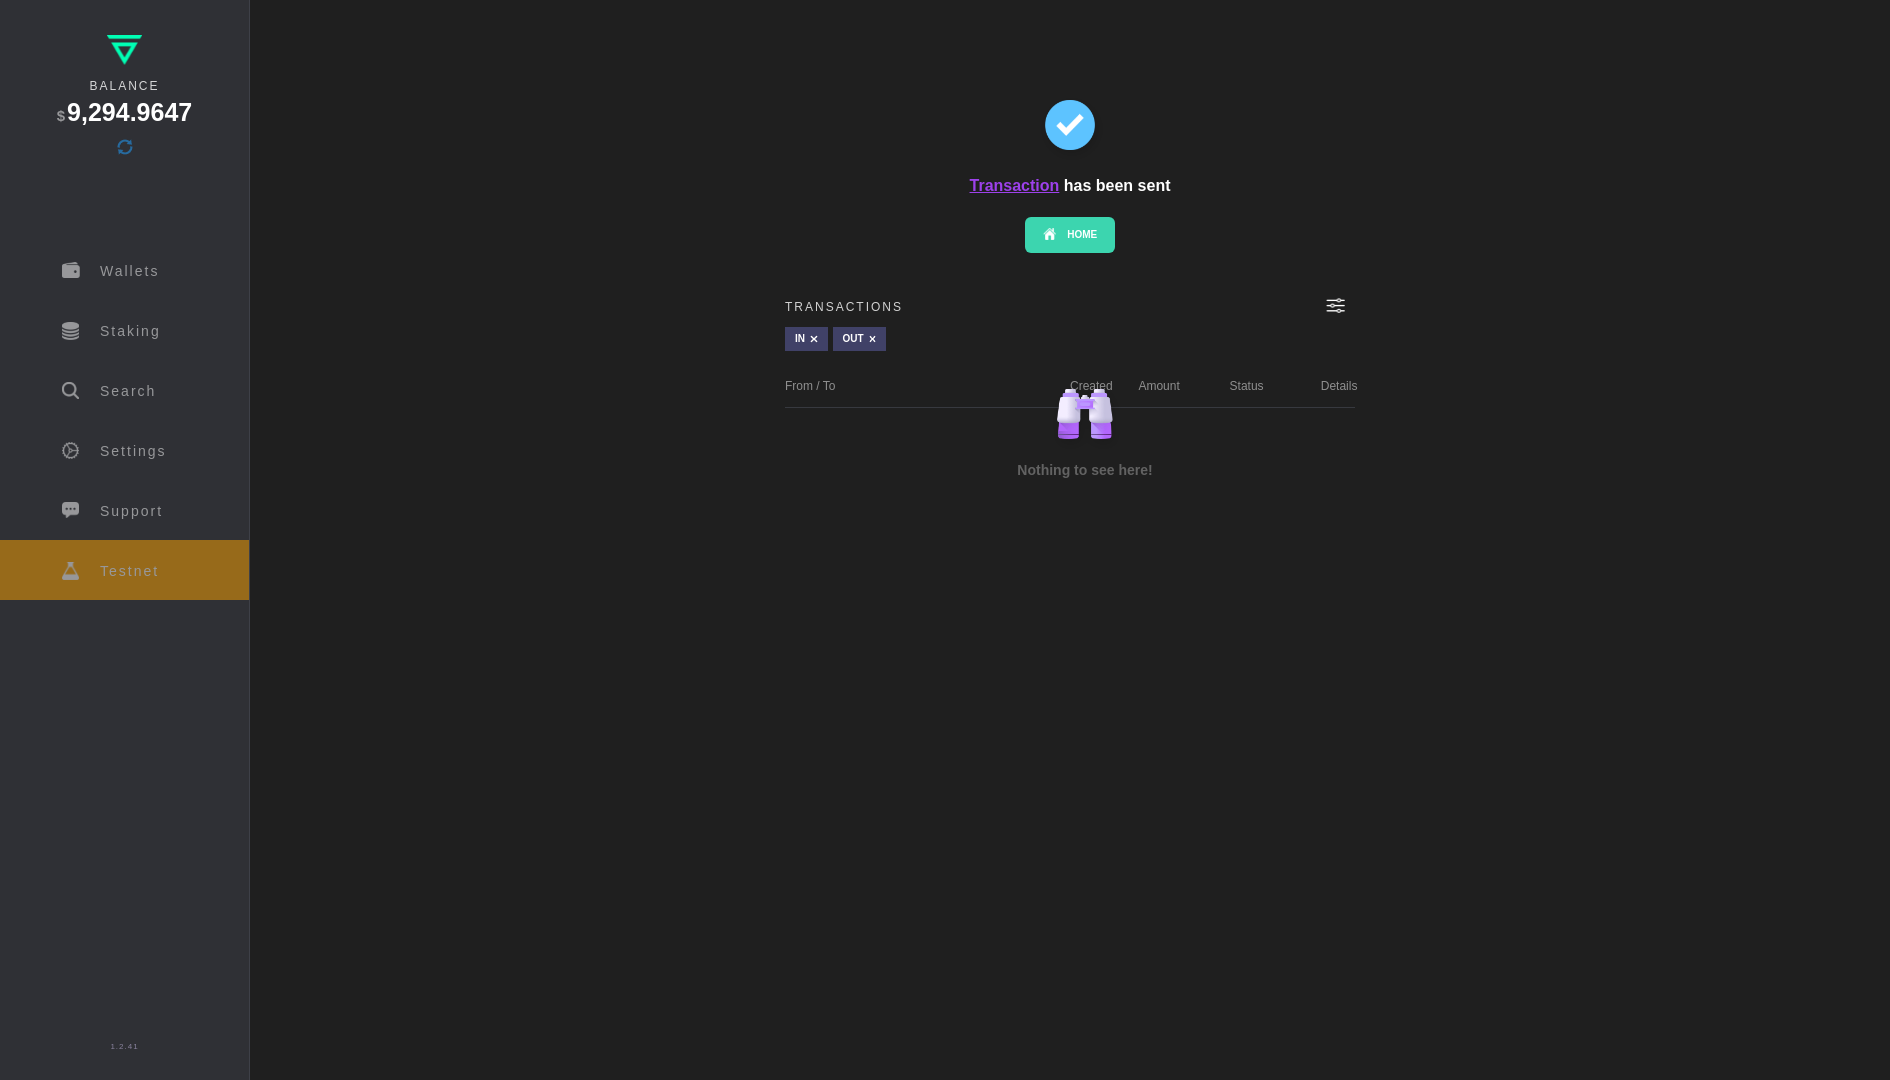 BALANCE
$9,294.9647
Wallets
Staking
Search
Settings
Support
Testnet
1.2.41
Transaction has been sent
HOME
TRANSACTIONS
IN × OUT ×
From / To Created Amount Status Details
Nothing to see here!